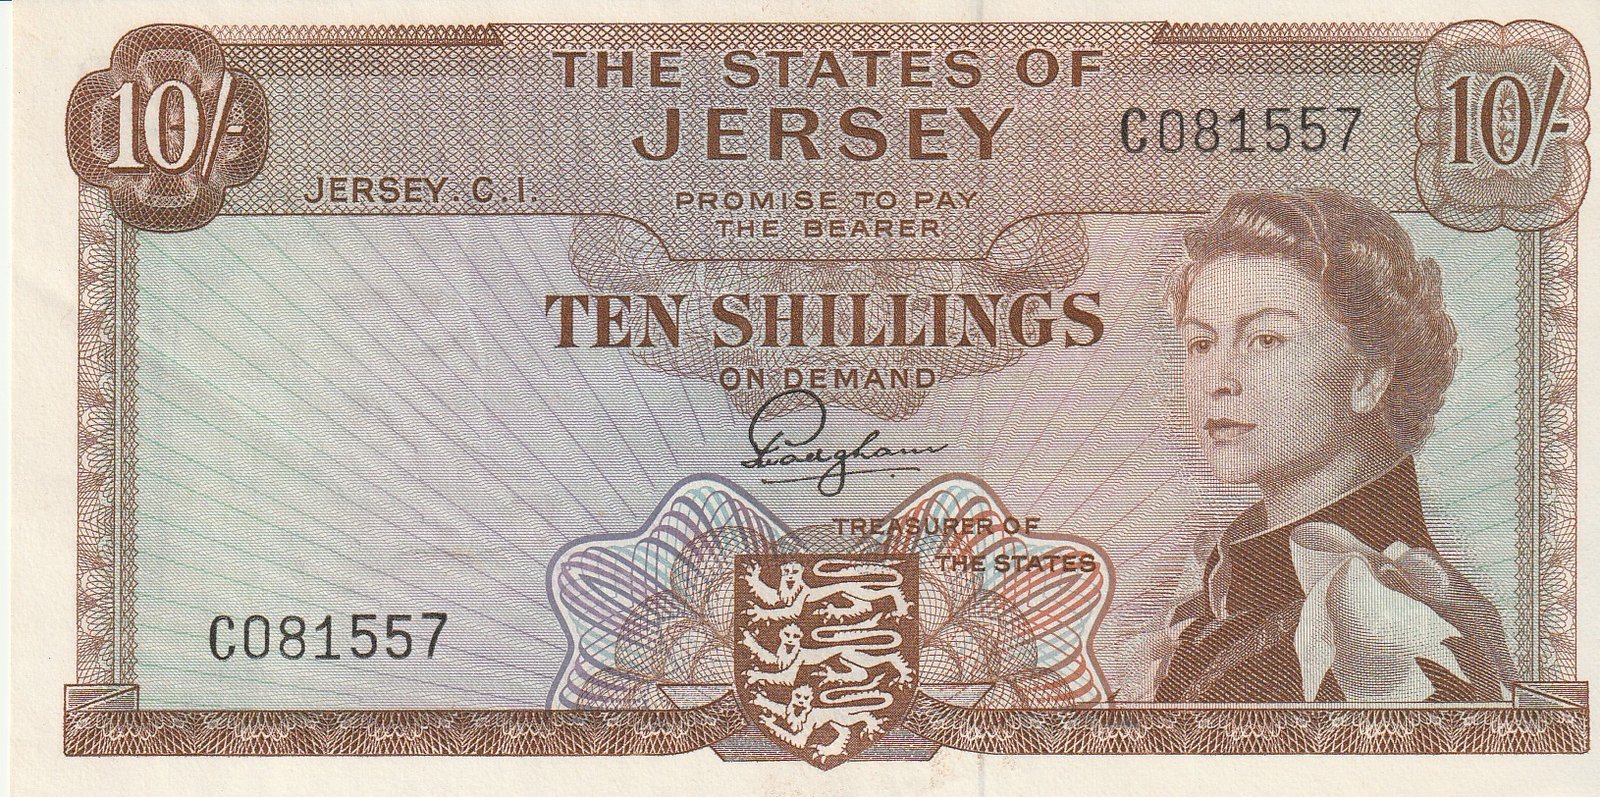 10/-
THE STATES OF
JERSEY
C081557
10/-
JERSEY. C.I.
PROMISE TO PAY
THE BEARER
TEN SHILLINGS
ON DEMAND
Padgham
TREASURER OF
THE STATES
C081557